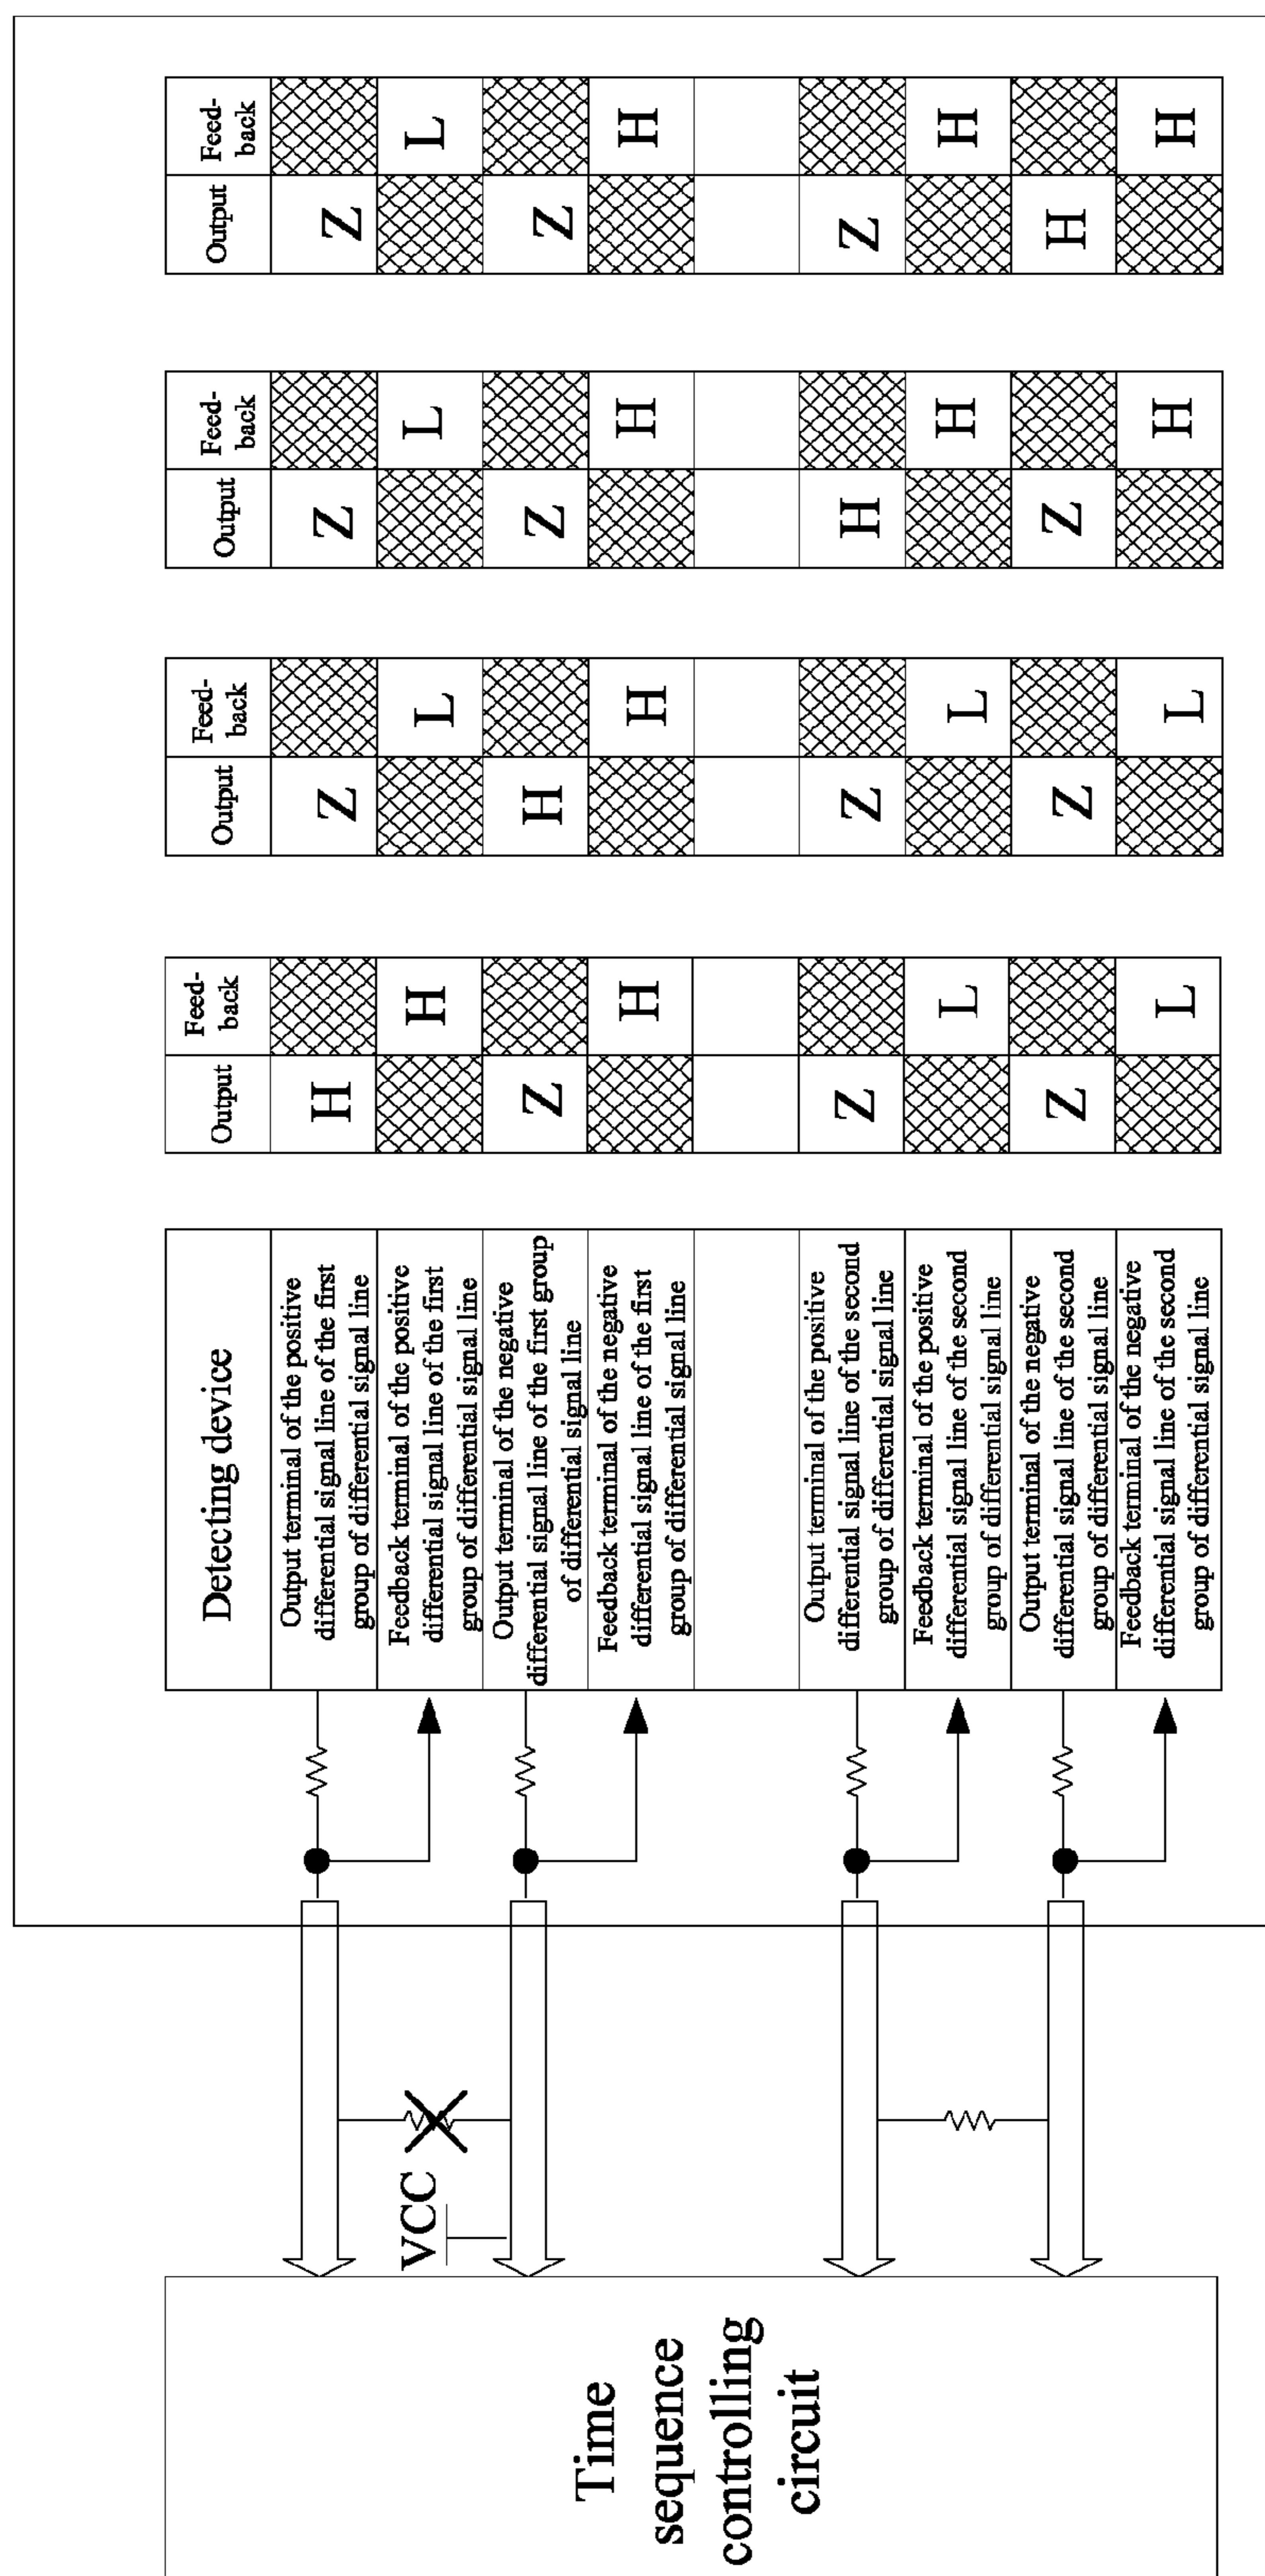 Time
sequence
controlling
circuit
VCC
Detecting device
Output terminal of the positive
differential signal line of the first
group of differential signal line
Feedback terminal of the positive
differential signal line of the first
group of differential signal line
Output terminal of the negative
differential signal line of the first group
of differential signal line
Feedback terminal of the negative
differential signal line of the first
group of differential signal line
Output terminal of the positive
differential signal line of the second
group of differential signal line
Feedback terminal of the positive
differential signal line of the second
group of differential signal line
Output terminal of the negative
differential signal line of the second
group of differential signal line
Feedback terminal of the negative
differential signal line of the second
group of differential signal line
Output
Feed-
back
H
H
Z
H
Z
L
Z
L
Output
Feed-
back
Z
L
H
H
Z
L
Z
L
Output
Feed-
back
Z
L
Z
H
H
H
Z
H
Output
Feed-
back
Z
L
Z
H
Z
H
H
H